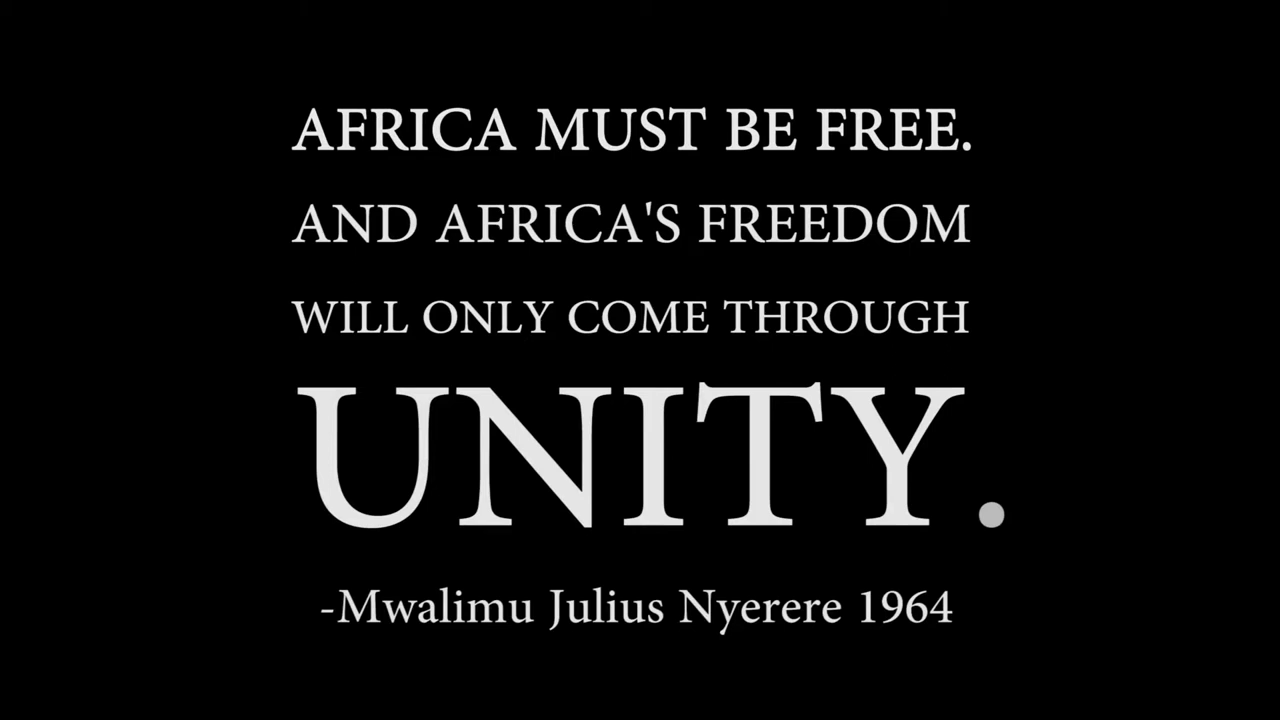 AFRICA MUST BE FREE.
AND AFRICA'S FREEDOM
WILL ONLY COME THROUGH
UNITY.
-Mwalimu Julius Nyerere 1964